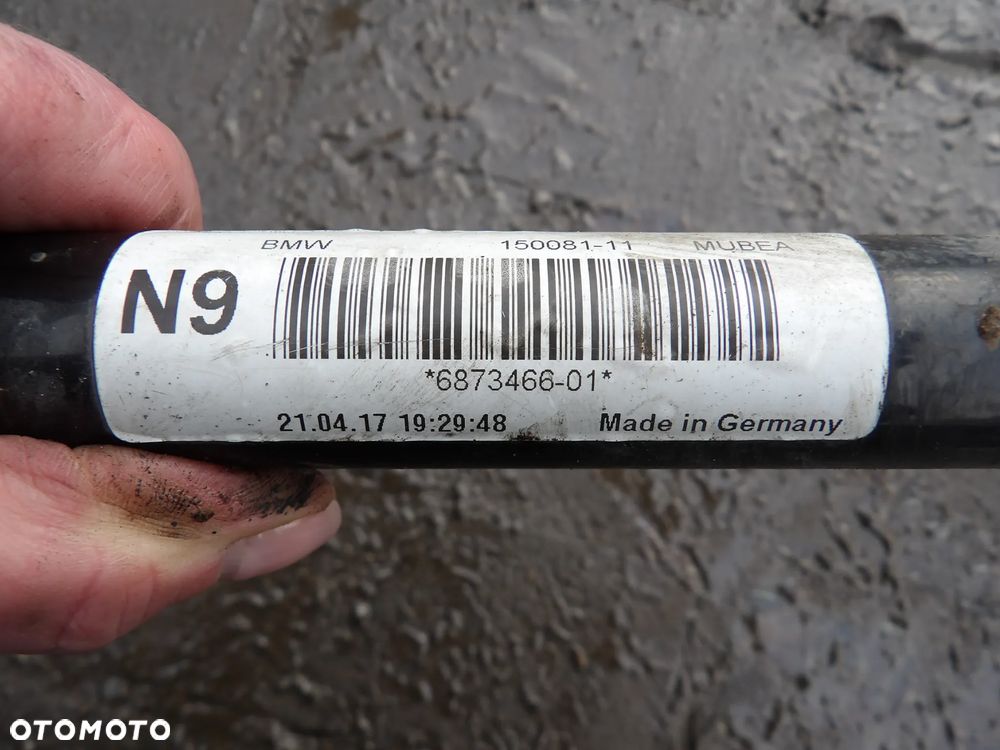 BMW 150081-11 MUBEA
N9
*6873466-01*
21.04.17 19:29:48 Made in Germany
OTOMOTO